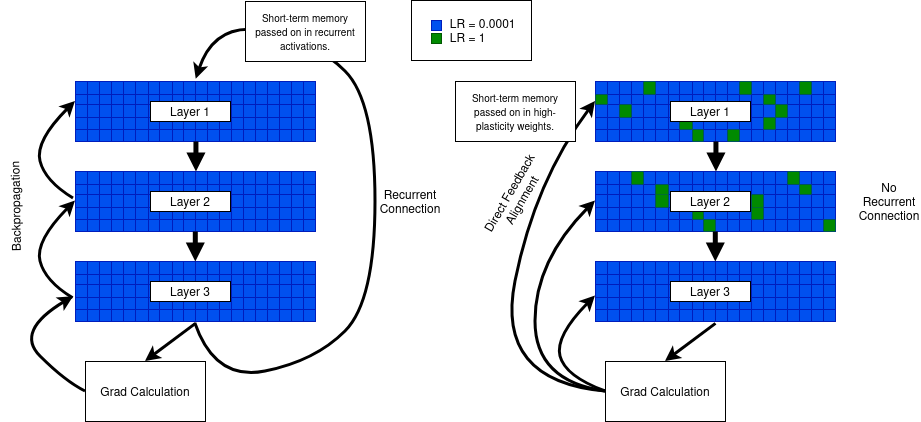 Short-term memory
passed on in recurrent
activations.
LR = 0.0001
LR = 1
Layer 1
Layer 2
Layer 3
Backpropagation
Recurrent
Connection
Grad Calculation
Short-term memory
passed on in high-
plasticity weights.
Layer 1
Layer 2
Layer 3
Direct Feedback
Alignment
No
Recurrent
Connection
Grad Calculation